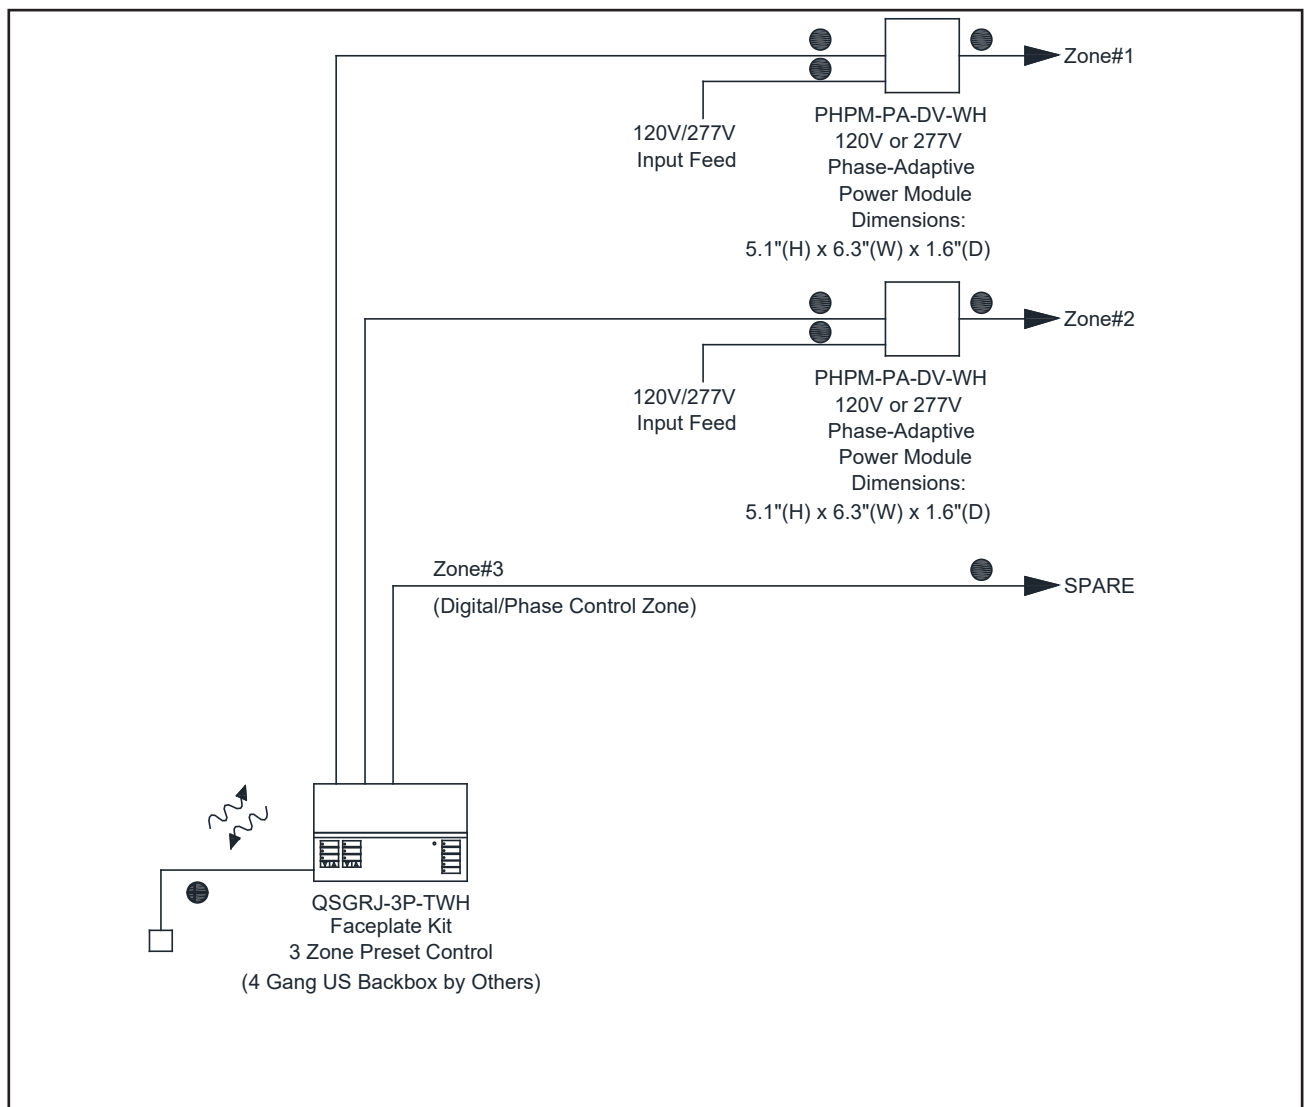 Zone#1
120V/277V
Input Feed
PHPM-PA-DV-WH
120V or 277V
Phase-Adaptive
Power Module
Dimensions:
5.1"(H) x 6.3"(W) x 1.6"(D)
Zone#2
120V/277V
Input Feed
PHPM-PA-DV-WH
120V or 277V
Phase-Adaptive
Power Module
Dimensions:
5.1"(H) x 6.3"(W) x 1.6"(D)
Zone#3
(Digital/Phase Control Zone)
SPARE
QSGRJ-3P-TWH
Faceplate Kit
3 Zone Preset Control
(4 Gang US Backbox by Others)